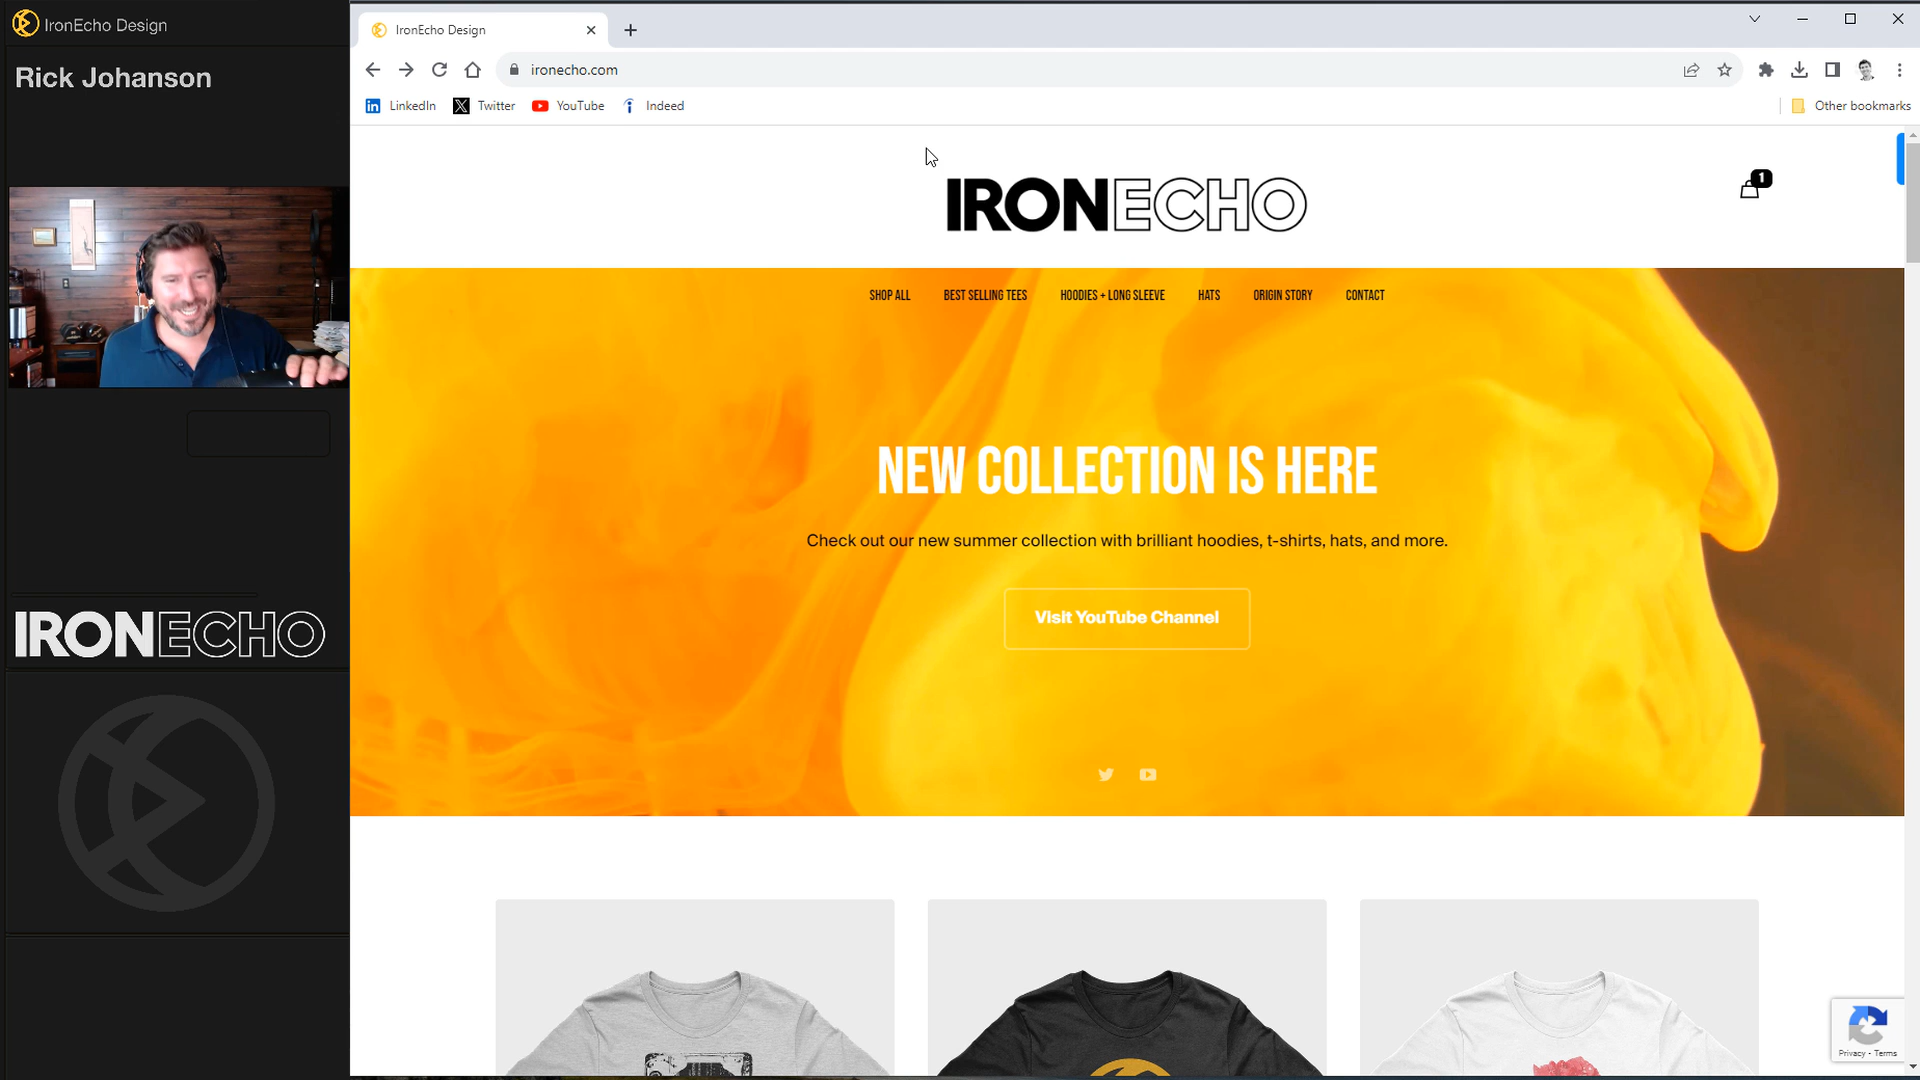 IronEcho Design
Rick Johanson
IRONECHO
IronEcho Design
ironecho.com
LinkedIn
Twitter
YouTube
Indeed
Other bookmarks
IRONECHO
1
SHOP ALL
BEST SELLING TEES
HOODIES + LONG SLEEVE
HATS
ORIGIN STORY
CONTACT
NEW COLLECTION IS HERE
Check out our new summer collection with brilliant hoodies, t-shirts, hats, and more.
Visit YouTube Channel
Privacy - Terms